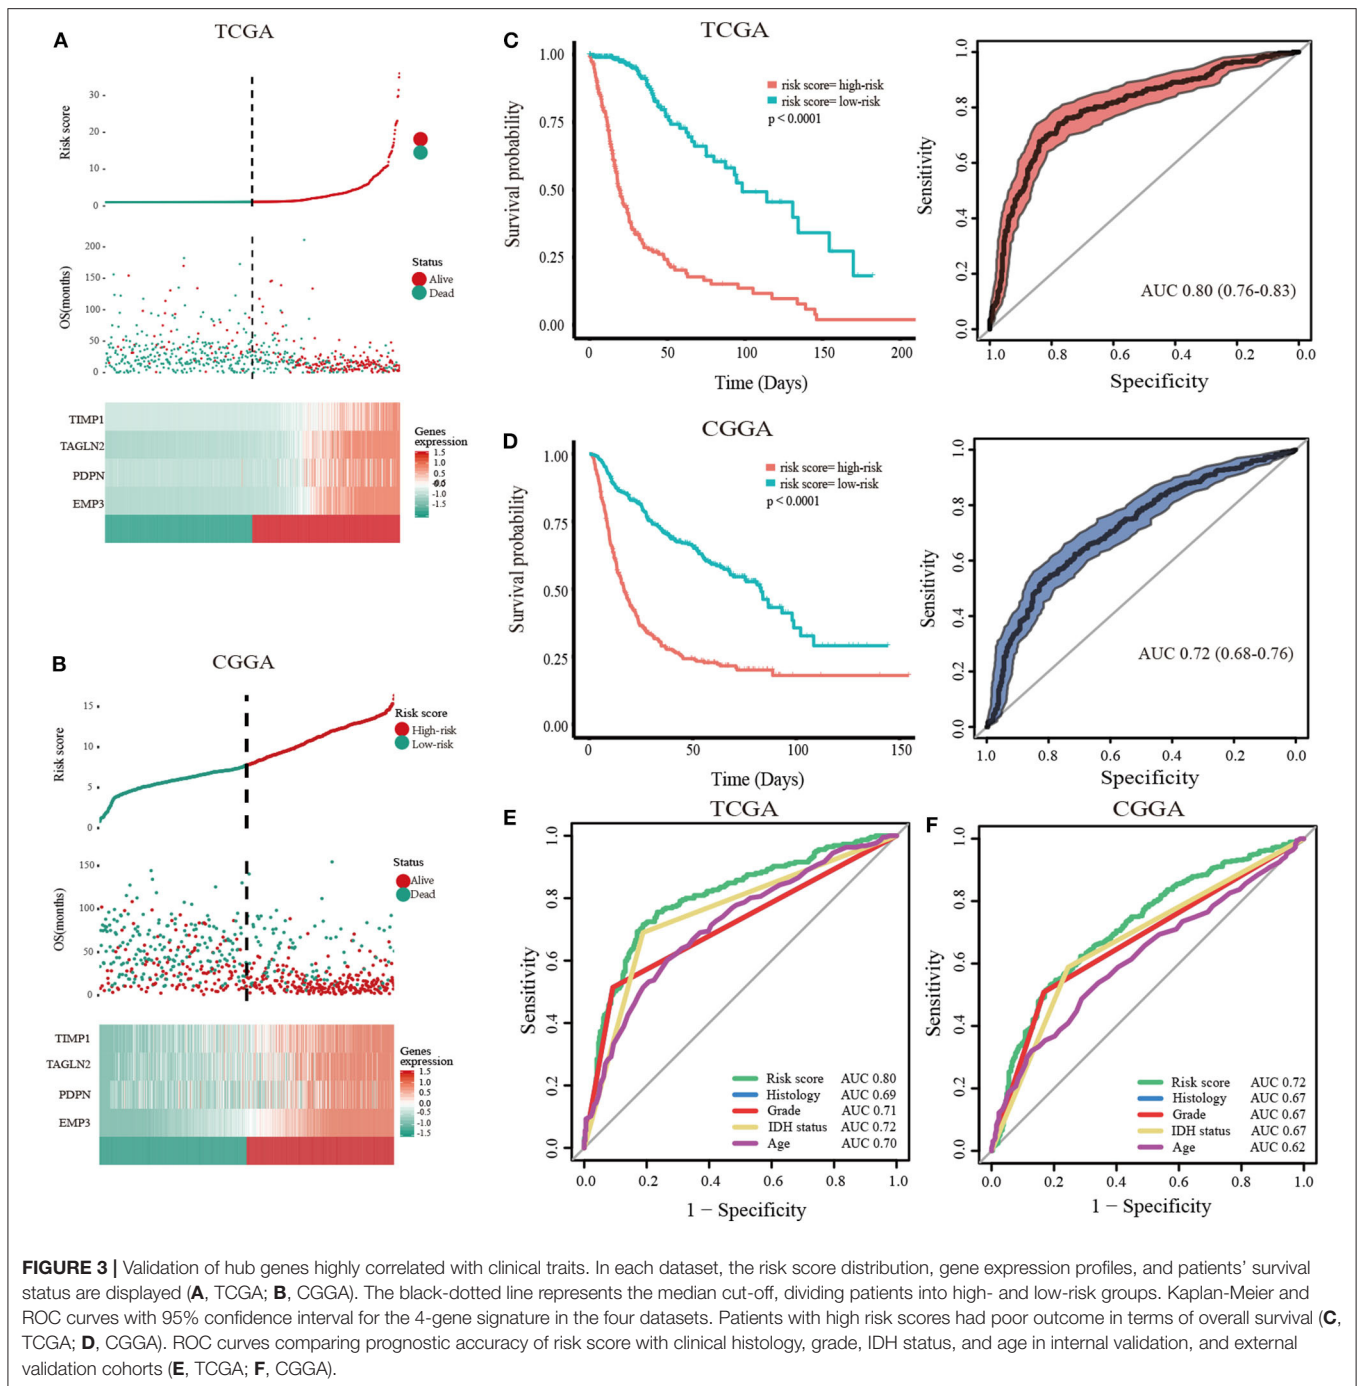 A
TCGA
Risk score
30
20
10
0
OS(months)
200
150
100
50
0
Status
Alive
Dead
TIMP1
TAGLN2
PDPN
EMP3
Genes
expression
1.5
1.0
0.5
0.0
-1.0
-1.5
B
CGGA
Risk score
15
10
5
0
Risk score
High-risk
Low-risk
OS(months)
150
100
50
0
Status
Alive
Dead
TIMP1
TAGLN2
PDPN
EMP3
Genes
expression
1.5
1.0
0.5
0.0
-0.5
-1.0
-1.5
C
TCGA
Survival probability
1.00
0.75
0.50
0.25
0.00
risk score= high-risk
risk score= low-risk
p < 0.0001
0 50 100 150 200
Time (Days)
Sensitivity
1.0
0.8
0.6
0.4
0.2
0.0
AUC 0.80 (0.76-0.83)
1.0 0.8 0.6 0.4 0.2 0.0
Specificity
D
CGGA
Survival probability
1.00
0.75
0.50
0.25
0.00
risk score= high-risk
risk score= low-risk
p < 0.0001
0 50 100 150
Time (Days)
Sensitivity
1.0
0.8
0.6
0.4
0.2
0.0
AUC 0.72 (0.68-0.76)
1.0 0.8 0.6 0.4 0.2 0.0
Specificity
E
TCGA
Sensitivity
1.0
0.8
0.6
0.4
0.2
0.0
Risk score AUC 0.80
Histology AUC 0.69
Grade AUC 0.71
IDH status AUC 0.72
Age AUC 0.70
0.0 0.2 0.4 0.6 0.8 1.0
1 − Specificity
F
CGGA
Sensitivity
1.0
0.8
0.6
0.4
0.2
0.0
Risk score AUC 0.72
Histology AUC 0.67
Grade AUC 0.67
IDH status AUC 0.67
Age AUC 0.62
0.0 0.2 0.4 0.6 0.8 1.0
1 − Specificity
FIGURE 3 | Validation of hub genes highly correlated with clinical traits. In each dataset, the risk score distribution, gene expression profiles, and patients’ survival
status are displayed (A, TCGA; B, CGGA). The black-dotted line represents the median cut-off, dividing patients into high- and low-risk groups. Kaplan-Meier and
ROC curves with 95% confidence interval for the 4-gene signature in the four datasets. Patients with high risk scores had poor outcome in terms of overall survival (C,
TCGA; D, CGGA). ROC curves comparing prognostic accuracy of risk score with clinical histology, grade, IDH status, and age in internal validation, and external
validation cohorts (E, TCGA; F, CGGA).